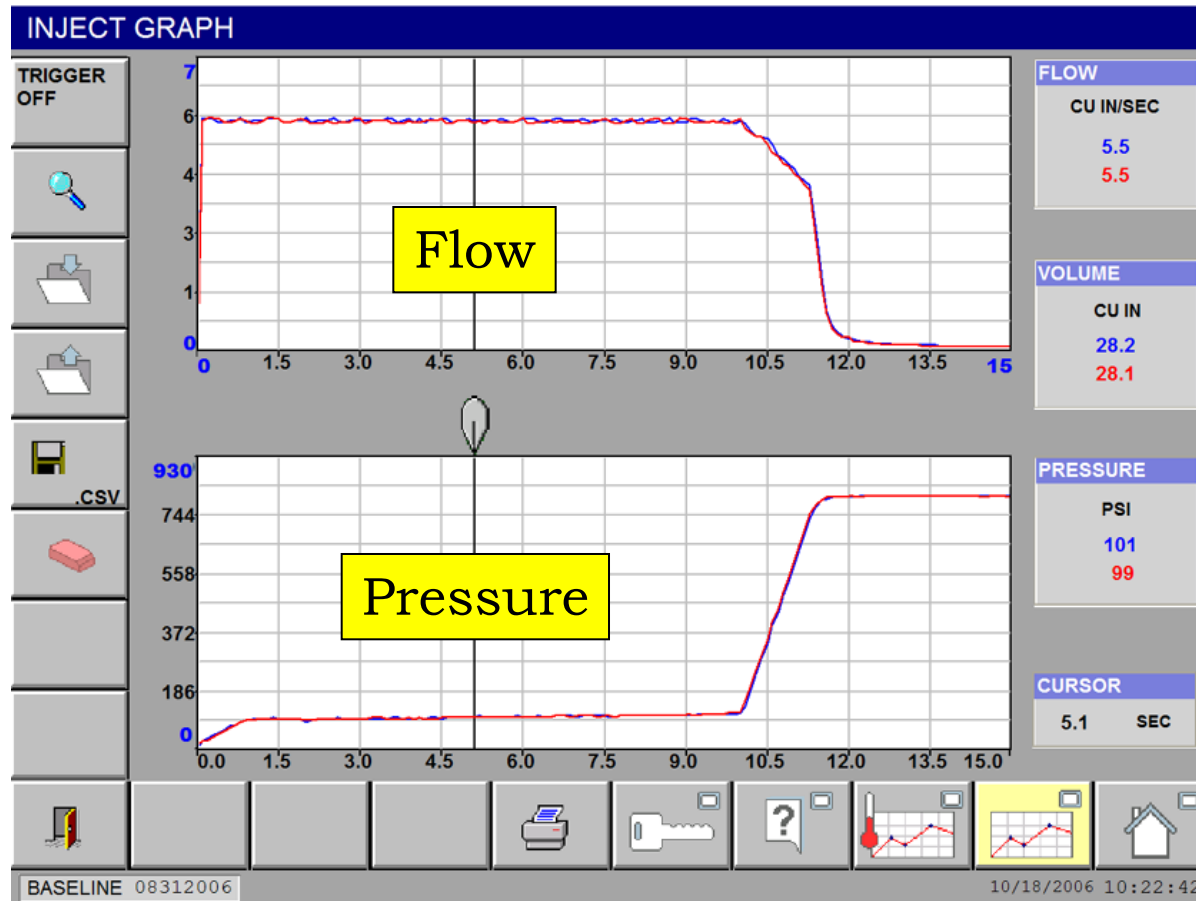 INJECT GRAPH
TRIGGER
OFF
.CSV
7
6
4
3
1
0
0 1.5 3.0 4.5 6.0 7.5 9.0 10.5 12.0 13.5 15
Flow
930
744
558
372
186
0
0.0 1.5 3.0 4.5 6.0 7.5 9.0 10.5 12.0 13.5 15.0
Pressure
FLOW
CU IN/SEC
5.5
5.5
VOLUME
CU IN
28.2
28.1
PRESSURE
PSI
101
99
CURSOR
5.1 SEC
?
BASELINE 08312006
10/18/2006 10:22:42